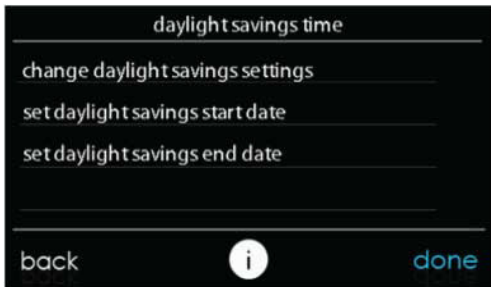 daylight savings time
change daylight savings settings
set daylight savings start date
set daylight savings end date
back i done